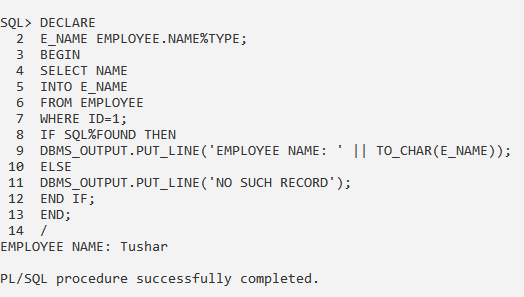 SQL> DECLARE
2 E_NAME EMPLOYEE.NAME%TYPE;
3 BEGIN
4 SELECT NAME
5 INTO E_NAME
6 FROM EMPLOYEE
7 WHERE ID=1;
8 IF SQL%FOUND THEN
9 DBMS_OUTPUT.PUT_LINE('EMPLOYEE NAME: ' || TO_CHAR(E_NAME));
10 ELSE
11 DBMS_OUTPUT.PUT_LINE('NO SUCH RECORD');
12 END IF;
13 END;
14 /
EMPLOYEE NAME: Tushar
PL/SQL procedure successfully completed.